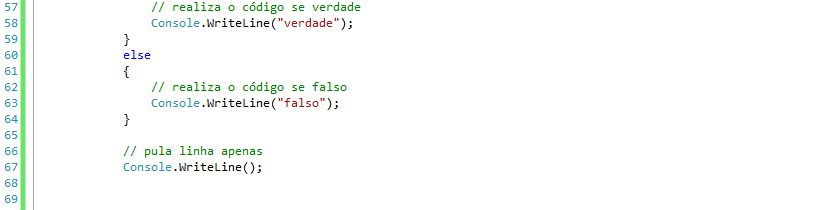 57 // realiza o código se verdade
58 Console.WriteLine("verdade");
59 }
60 else
61 {
62 // realiza o código se falso
63 Console.WriteLine("falso");
64 }
65
66 // pula linha apenas
67 Console.WriteLine();
68
69